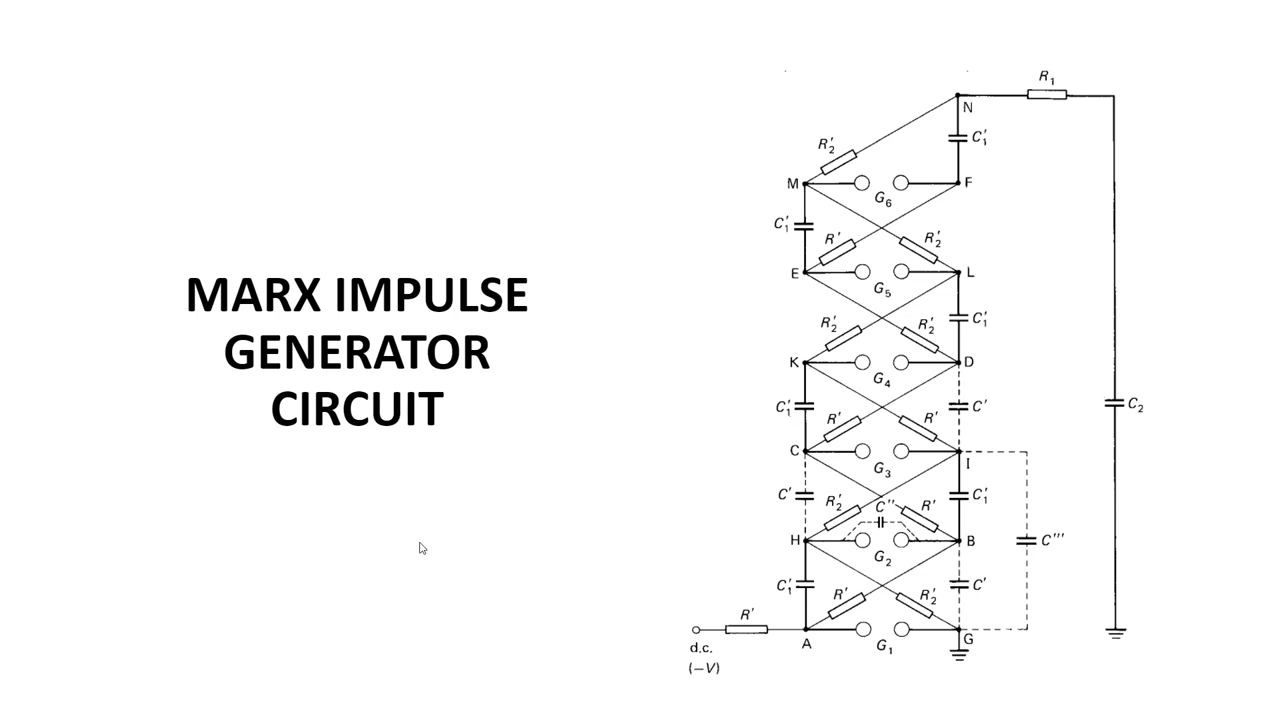 MARX IMPULSE
GENERATOR
CIRCUIT
R₁
N
C₁'
R₂'
M
G₆
F
C₁'
R'
R₂'
E
G₅
L
R₂'
R₂'
C₁'
K
G₄
D
C₁'
R'
R'
C'
C
G₃
I
C₂
C'
R₂'
C''
R'
C₁'
H
G₂
B
C'''
C₁'
R'
R₂'
C'
R'
A
G₁
G
d.c.
(−V)